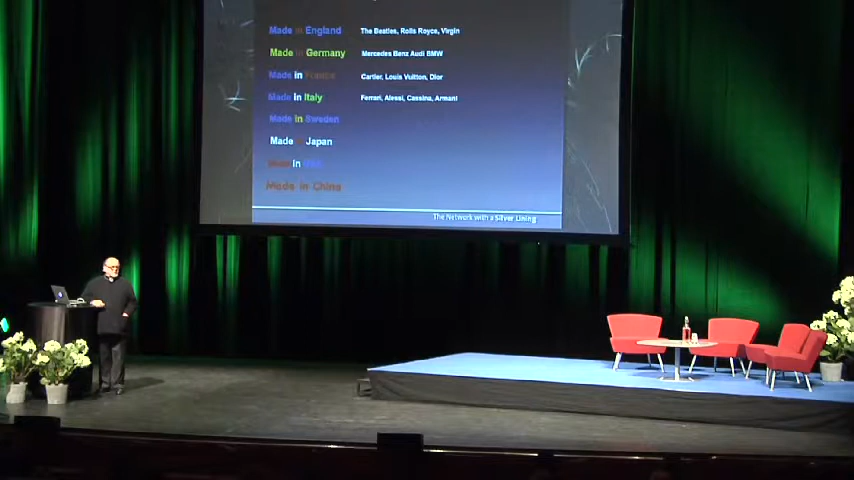 Made in England The Beatles, Rolls Royce, Virgin
Made in Germany Mercedes Benz Audi BMW
Made in France Cartier, Louis Vuitton, Dior
Made in Italy Ferrari, Alessi, Cassina, Armani
Made in Sweden
Made in Japan
Made in
Made in China
The Network with a Silver Lining